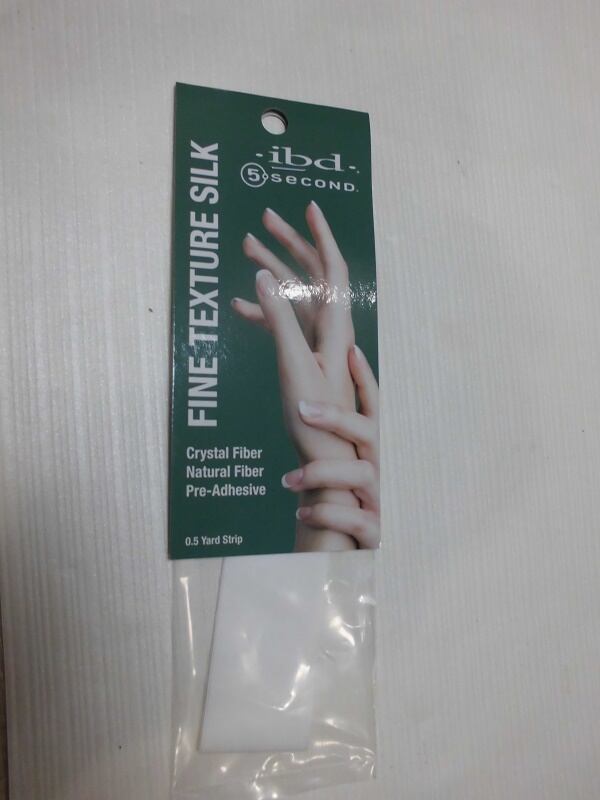 ibd
5 SECOND
FINE TEXTURE SILK
Crystal Fiber
Natural Fiber
Pre-Adhesive
0.5 Yard Strip